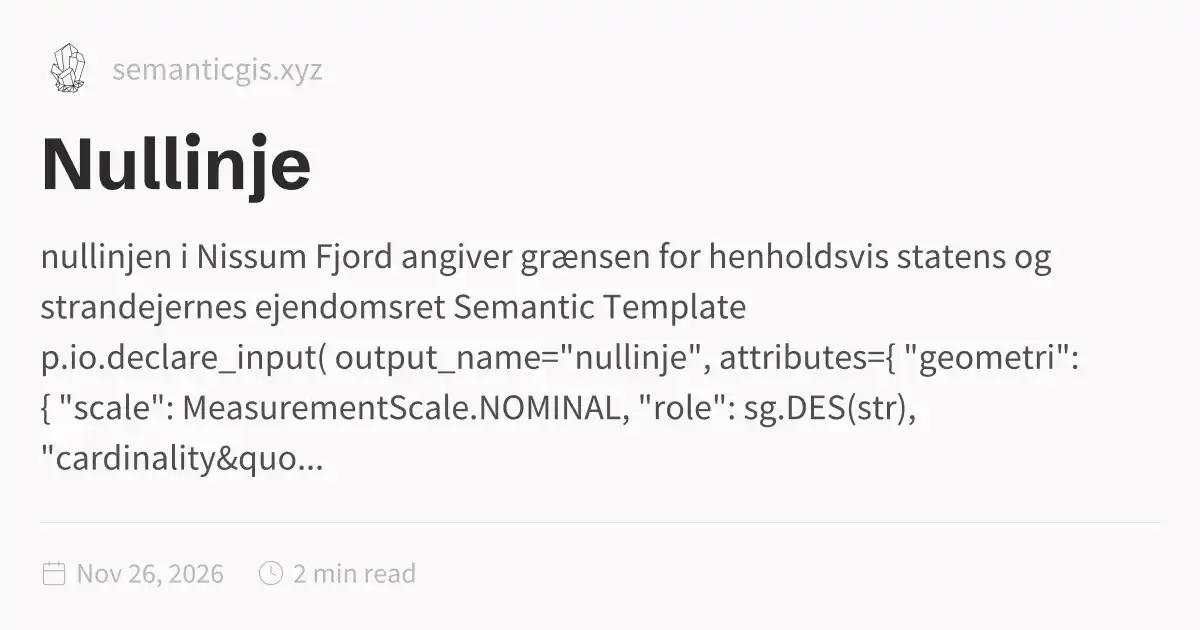 semanticgis.xyz
Nullinje
nullinjen i Nissum Fjord angiver grænsen for henholdsvis statens og
strandejernes ejendomsret Semantic Template
p.io.declare_input( output_name="nullinje", attributes={ "geometri":
{ "scale": MeasurementScale.NOMINAL, "role": sg.DES(str),
"cardinality&quo...
Nov 26, 2026 2 min read